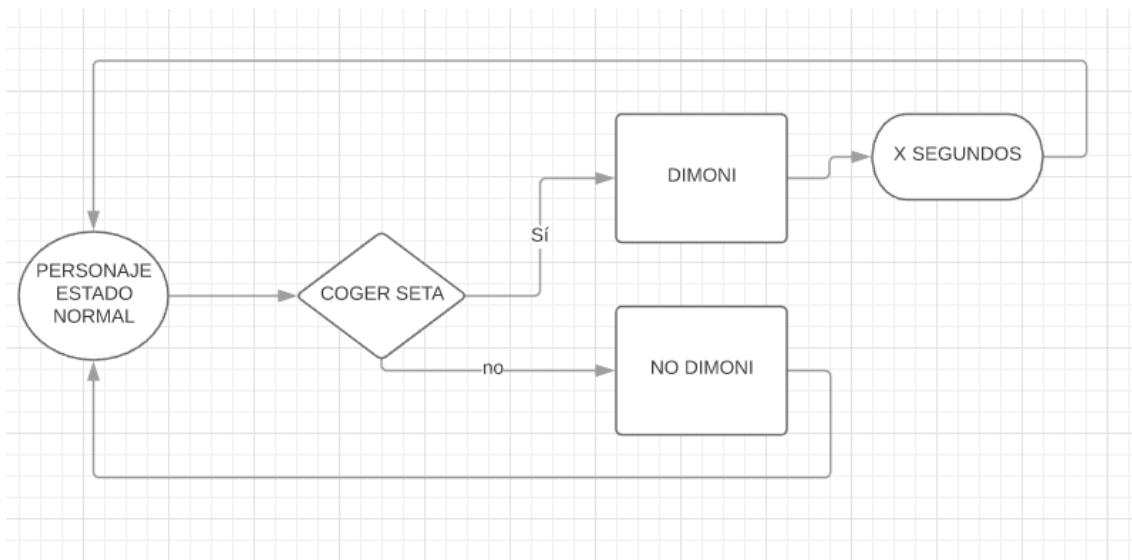 PERSONAJE
ESTADO
NORMAL
COGER SETA
Sí
DIMONI
X SEGUNDOS
no
NO DIMONI